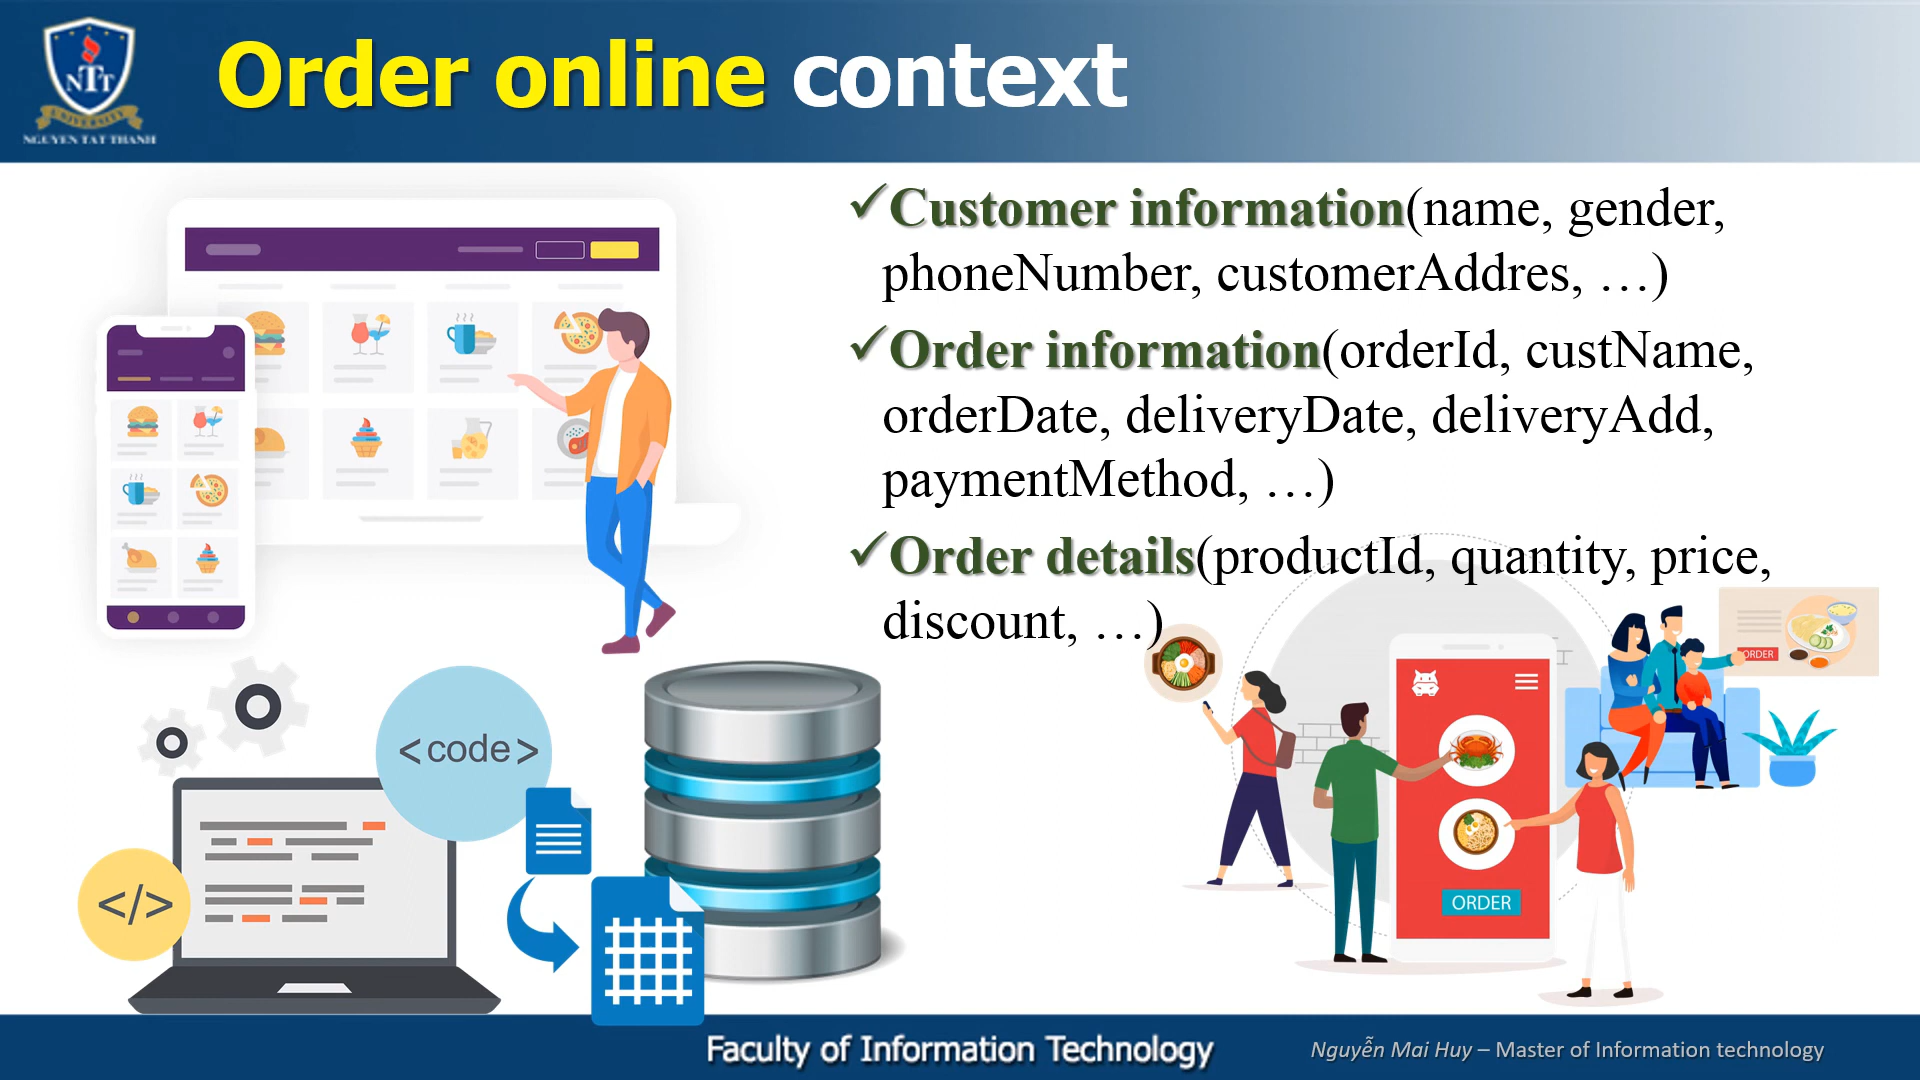 Order online context
NTT
UNIVERSITY
NGUYEN TAT THANH
✓Customer information(name, gender,
phoneNumber, customerAddres, …)
✓Order information(orderId, custName,
orderDate, deliveryDate, deliveryAdd,
paymentMethod, …)
✓Order details(productId, quantity, price,
discount, …)
ORDER
<code>
</>
ORDER
Faculty of Information Technology
Nguyễn Mai Huy – Master of Information technology